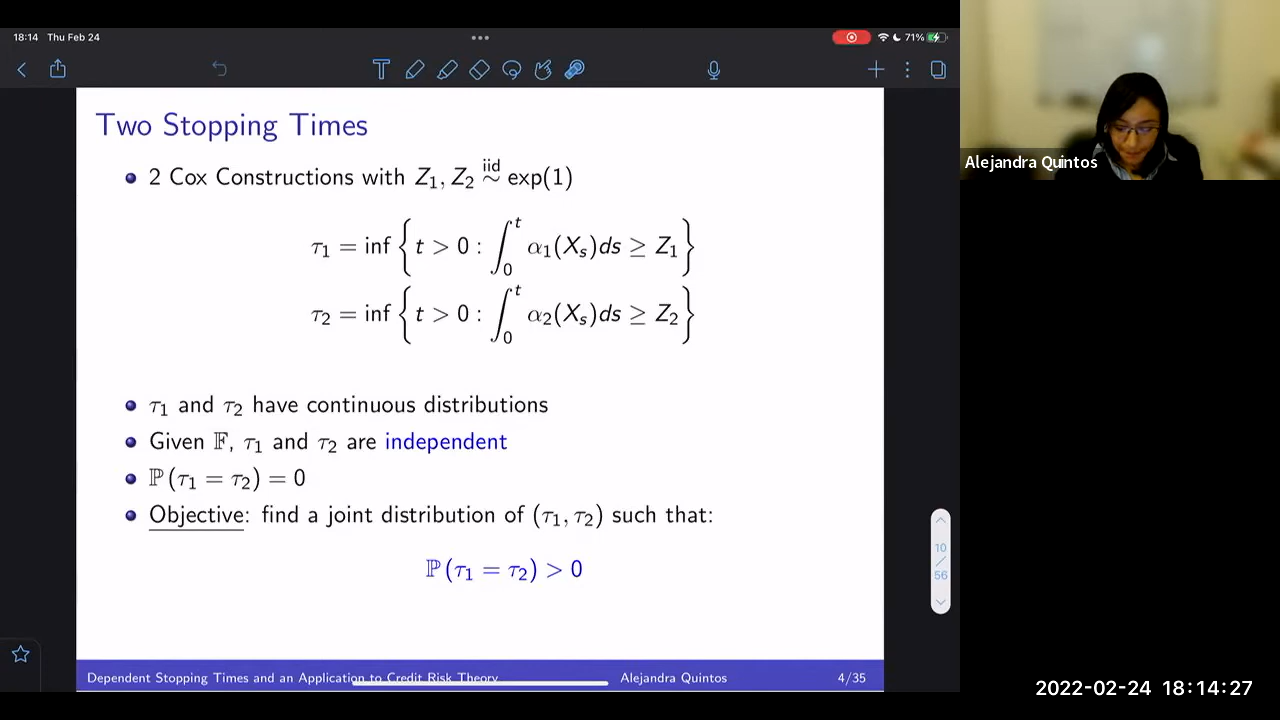 18:14 Thu Feb 24
71%
Two Stopping Times
2 Cox Constructions with Z₁, Z₂ iid ~ exp(1)
τ₁ = inf { t > 0 : ∫₀ᵗ α₁(Xₛ)ds ≥ Z₁ }
τ₂ = inf { t > 0 : ∫₀ᵗ α₂(Xₛ)ds ≥ Z₂ }
τ₁ and τ₂ have continuous distributions
Given 𝔽, τ₁ and τ₂ are independent
ℙ(τ₁ = τ₂) = 0
Objective: find a joint distribution of (τ₁, τ₂) such that:
ℙ(τ₁ = τ₂) > 0
10
/
56
Dependent Stopping Times and an Application to Credit Risk Theory Alejandra Quintos 4/35
Alejandra Quintos
2022-02-24 18:14:27